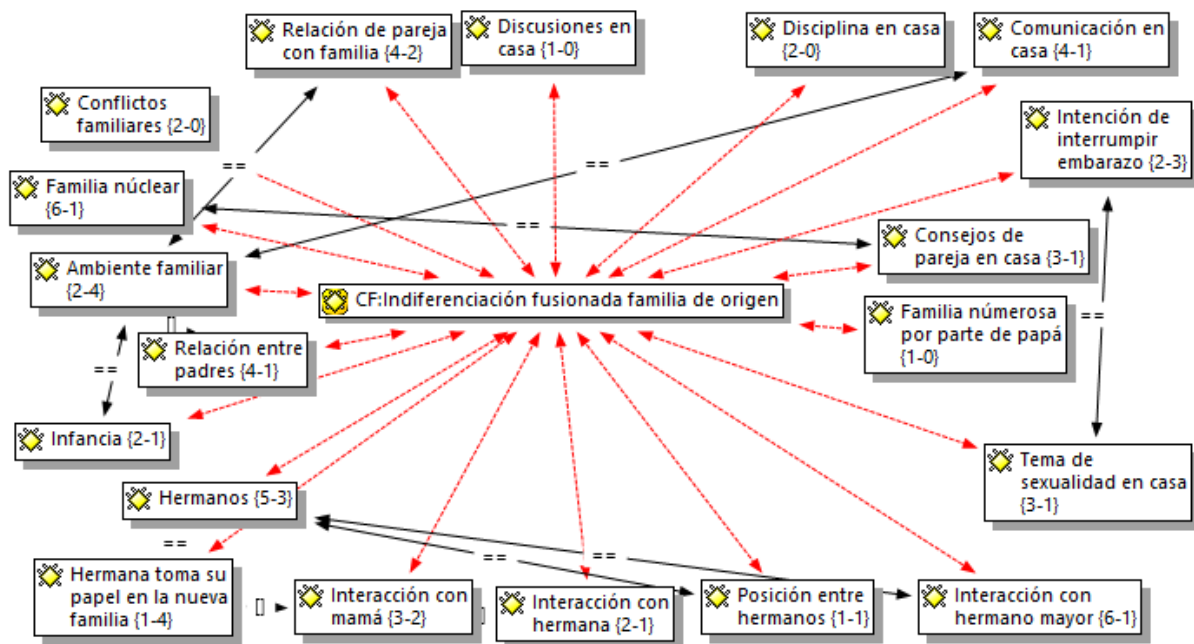 Relación de pareja
con familia {4-2}
Discusiones en
casa {1-0}
Disciplina en casa
{2-0}
Comunicación en
casa {4-1}
Conflictos
familiares {2-0}
Intención de
interrumpir
embarazo {2-3}
==
==
Familia núclear
{6-1}
==
Consejos de
pareja en casa {3-1}
Ambiente familiar
{2-4}
CF:Indiferenciación fusionada familia de origen
Familia númerosa
por parte de papá
{1-0}
==
[]
Relación entre
padres {4-1}
==
Infancia {2-1}
Tema de
sexualidad en casa
{3-1}
Hermanos {5-3}
==
==
==
Hermana toma su
papel en la nueva
familia {1-4}
[]
Interacción con
mamá {3-2}
[]
Interacción con
hermana {2-1}
Posición entre
hermanos {1-1}
Interacción con
hermano mayor {6-1}